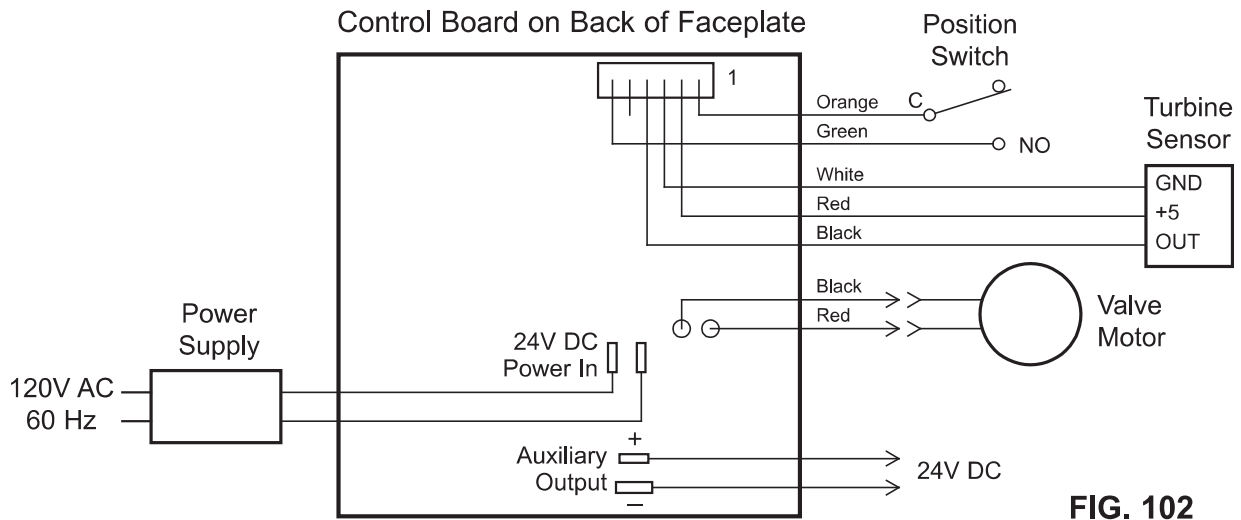 Control Board on Back of Faceplate
Position
Switch
1
Orange
C
Green
NO
Turbine
Sensor
White
GND
Red
+5
Black
OUT
Black
Red
Valve
Motor
Power
Supply
24V DC
Power In
120V AC
60 Hz
+
Auxiliary
Output
–
24V DC
FIG. 102